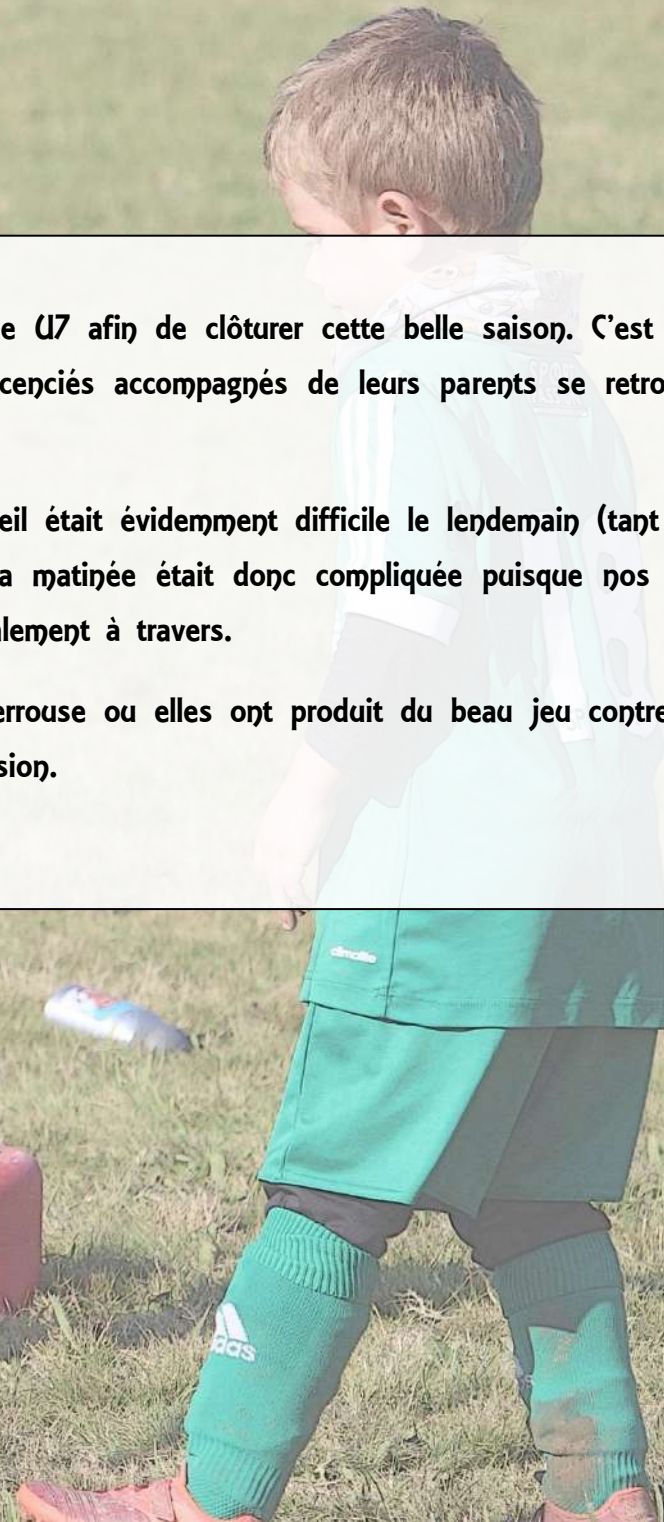 e U7 afin de clôturer cette belle saison. C’est
cenciés accompagnés de leurs parents se retro
eil était évidemment difficile le lendemain (tant
a matinée était donc compliquée puisque nos
alement à travers.
errouse ou elles ont produit du beau jeu contre
sion.
climalite
adidas